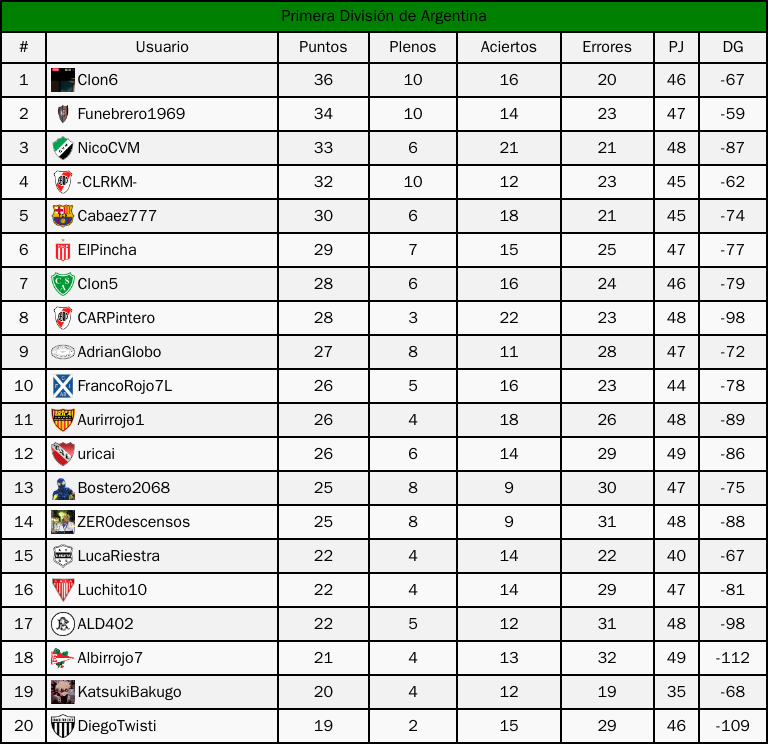 Primera División de Argentina
# Usuario Puntos Plenos Aciertos Errores PJ DG
1 Clon6 36 10 16 20 46 -67
2 Funebrero1969 34 10 14 23 47 -59
3 NicoCVM 33 6 21 21 48 -87
4 -CLRKM- 32 10 12 23 45 -62
5 Cabaez777 30 6 18 21 45 -74
6 ElPincha 29 7 15 25 47 -77
7 Clon5 28 6 16 24 46 -79
8 CARPintero 28 3 22 23 48 -98
9 AdrianGlobo 27 8 11 28 47 -72
10 FrancoRojo7L 26 5 16 23 44 -78
11 Aurirrojo1 26 4 18 26 48 -89
12 uricai 26 6 14 29 49 -86
13 Bostero2068 25 8 9 30 47 -75
14 ZER0descensos 25 8 9 31 48 -88
15 LucaRiestra 22 4 14 22 40 -67
16 Luchito10 22 4 14 29 47 -81
17 ALD402 22 5 12 31 48 -98
18 Albirrojo7 21 4 13 32 49 -112
19 KatsukiBakugo 20 4 12 19 35 -68
20 DiegoTwisti 19 2 15 29 46 -109